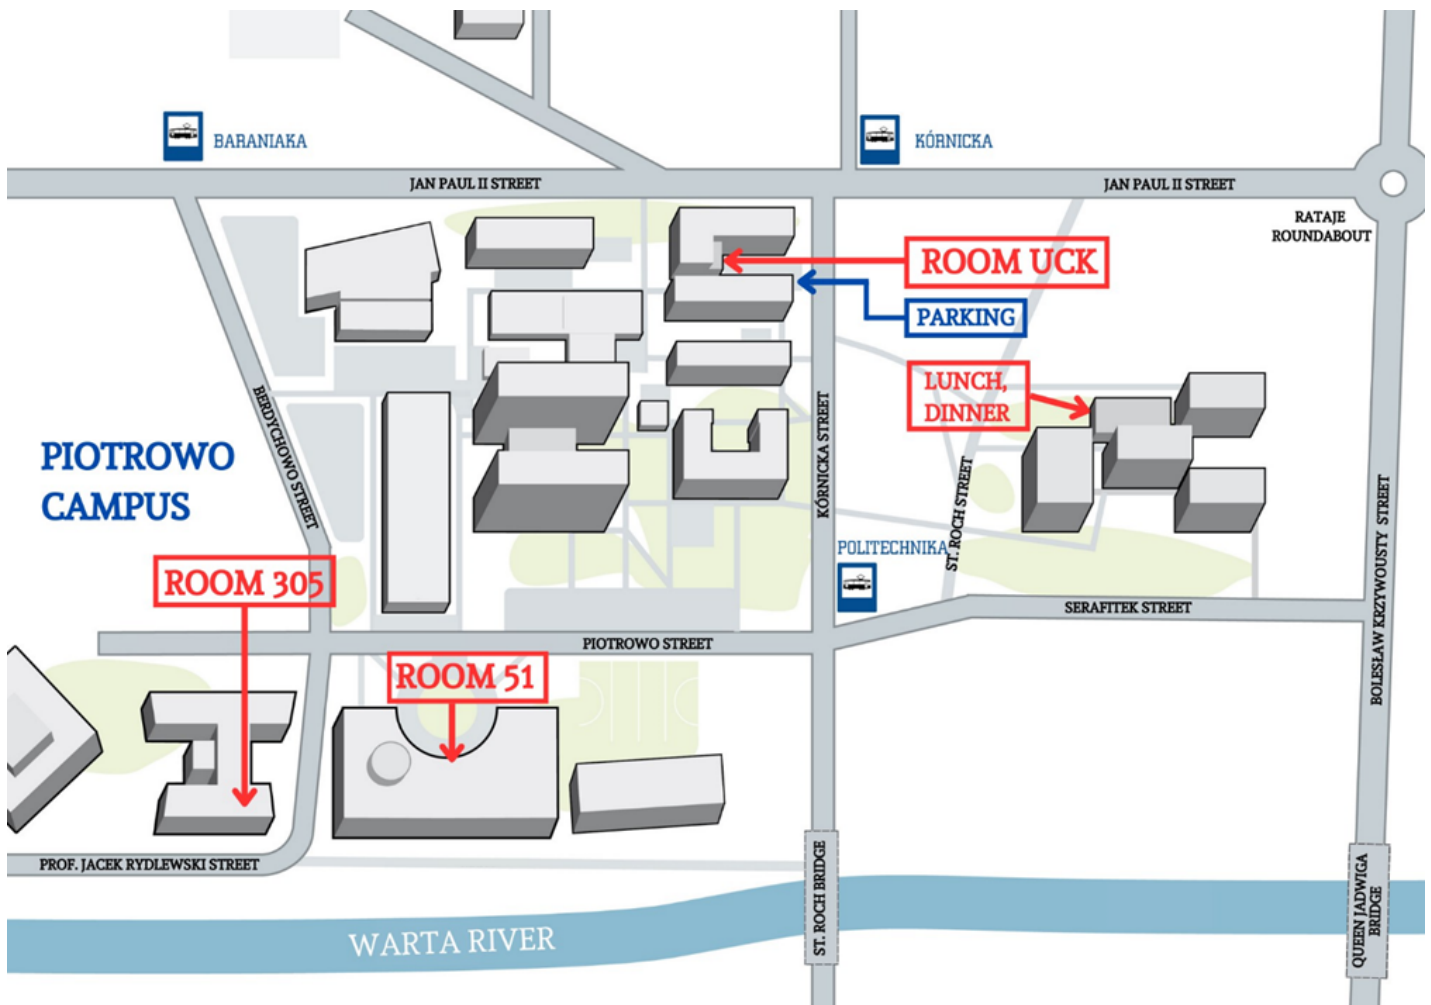 BARANIAKA
KÓRNICKA
JAN PAUL II STREET
JAN PAUL II STREET
RATAJE
ROUNDABOUT
ROOM UCK
PARKING
LUNCH,
DINNER
BERDYCHOWO STREET
KÓRNICKA STREET
PIOTROWO
CAMPUS
ST. ROCH STREET
BOLESŁAW KRZYWOUSTY STREET
POLITECHNIKA
ROOM 305
SERAFITEK STREET
PIOTROWO STREET
ROOM 51
PROF. JACEK RYDLEWSKI STREET
ST. ROCH BRIDGE
QUEEN JADWIGA
BRIDGE
WARTA RIVER